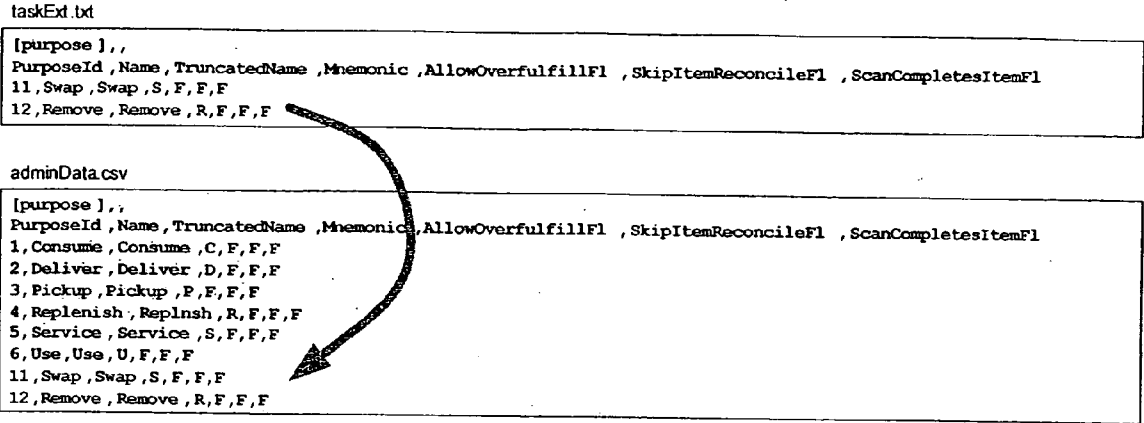 taskExt.txt
[purpose ],,
PurposeId ,Name,TruncatedName ,Mnemonic ,AllowOverfulfillFl ,SkipItemReconcileFl ,ScanCompletesItemFl
11,Swap ,Swap ,S,F,F,F
12,Remove ,Remove ,R,F,F,F
adminData.csv
[purpose ],,
PurposeId ,Name,TruncatedName ,Mnemonic ,AllowOverfulfillFl ,SkipItemReconcileFl ,ScanCompletesItemFl
1,Consume ,Consume ,C,F,F,F
2,Deliver ,Deliver ,D,F,F,F
3,Pickup ,Pickup ,P,F,F,F
4,Replenish ,Replnsh ,R,F,F,F
5,Service ,Service ,S,F,F,F
6,Use,Use,U,F,F,F
11,Swap ,Swap ,S,F,F,F
12,Remove ,Remove ,R,F,F,F